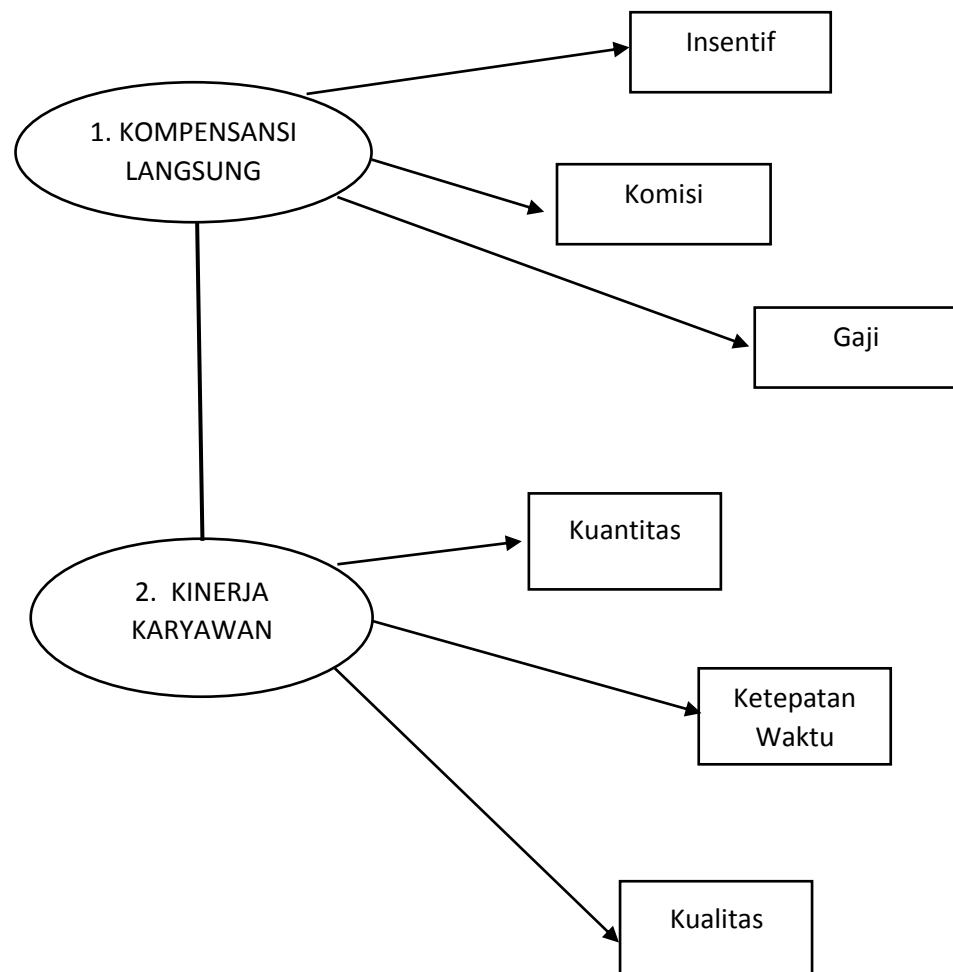 Insentif
1. KOMPENSANSI
LANGSUNG
Komisi
Gaji
Kuantitas
2. KINERJA
KARYAWAN
Ketepatan
Waktu
Kualitas